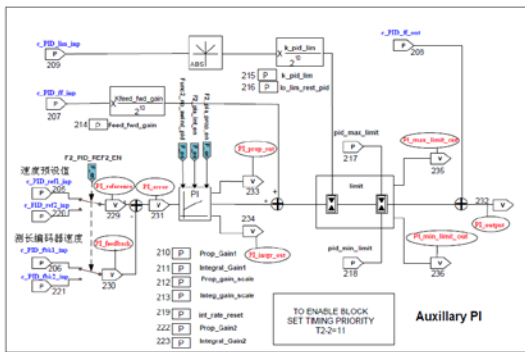 c_PID_lim_inp
P
209
ABS
k_pid_lim
2^10
c_PID_ff_out
P
208
c_PID_ff_inp
P
207
Xfeed_fwd_gain
2^10
214 P Feed_fwd_gain
215 P k_pid_lim
216 P lo_lim_rest_pid
F2_PID_REF2_EN
速度预设值
c_PID_ref1_inp
205
P
c_PID_ref2_inp
220
P
PI_reference
V
229
PI_error
V
231
PI
PI_prop_out
V
233
234
V
PI_integr_out
pid_max_limit
P
217
limit
PI_max_limit_out
V
235
232
V
PI_output
测长编码器速度
c_PID_fbk1_inp
206
P
c_PID_fbk2_inp
221
P
PI_feedback
V
230
pid_min_limit
P
218
PI_min_limit_out
V
236
210 P Prop_Gain1
211 P Integral_Gain1
212 P Prop_gain_scale
213 P Integ_gain_scale
219 P int_rate_reset
222 P Prop_Gain2
223 P Integral_Gain2
TO ENABLE BLOCK
SET TIMING PRIORITY
T2-2=11
Auxillary PI